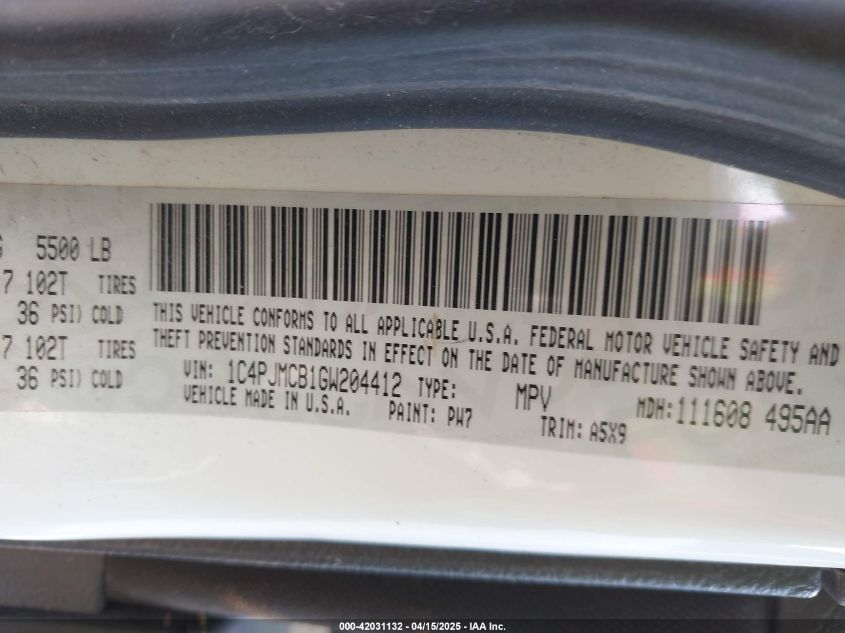 5500 LB
7 102T TIRES
36 PSI) COLD
7 102T TIRES
36 PSI) COLD
THIS VEHICLE CONFORMS TO ALL APPLICABLE U.S.A. FEDERAL MOTOR VEHICLE SAFETY AND
THEFT PREVENTION STANDARDS IN EFFECT ON THE DATE OF MANUFACTURE SHOWN ABOVE.
VIN: 1C4PJMCB1GW204412 TYPE: MPV MDH:111608 495AA
VEHICLE MADE IN U.S.A. PAINT: PW7 TRIM: A5X9
000-42031132 - 04/15/2025 - IAA Inc.